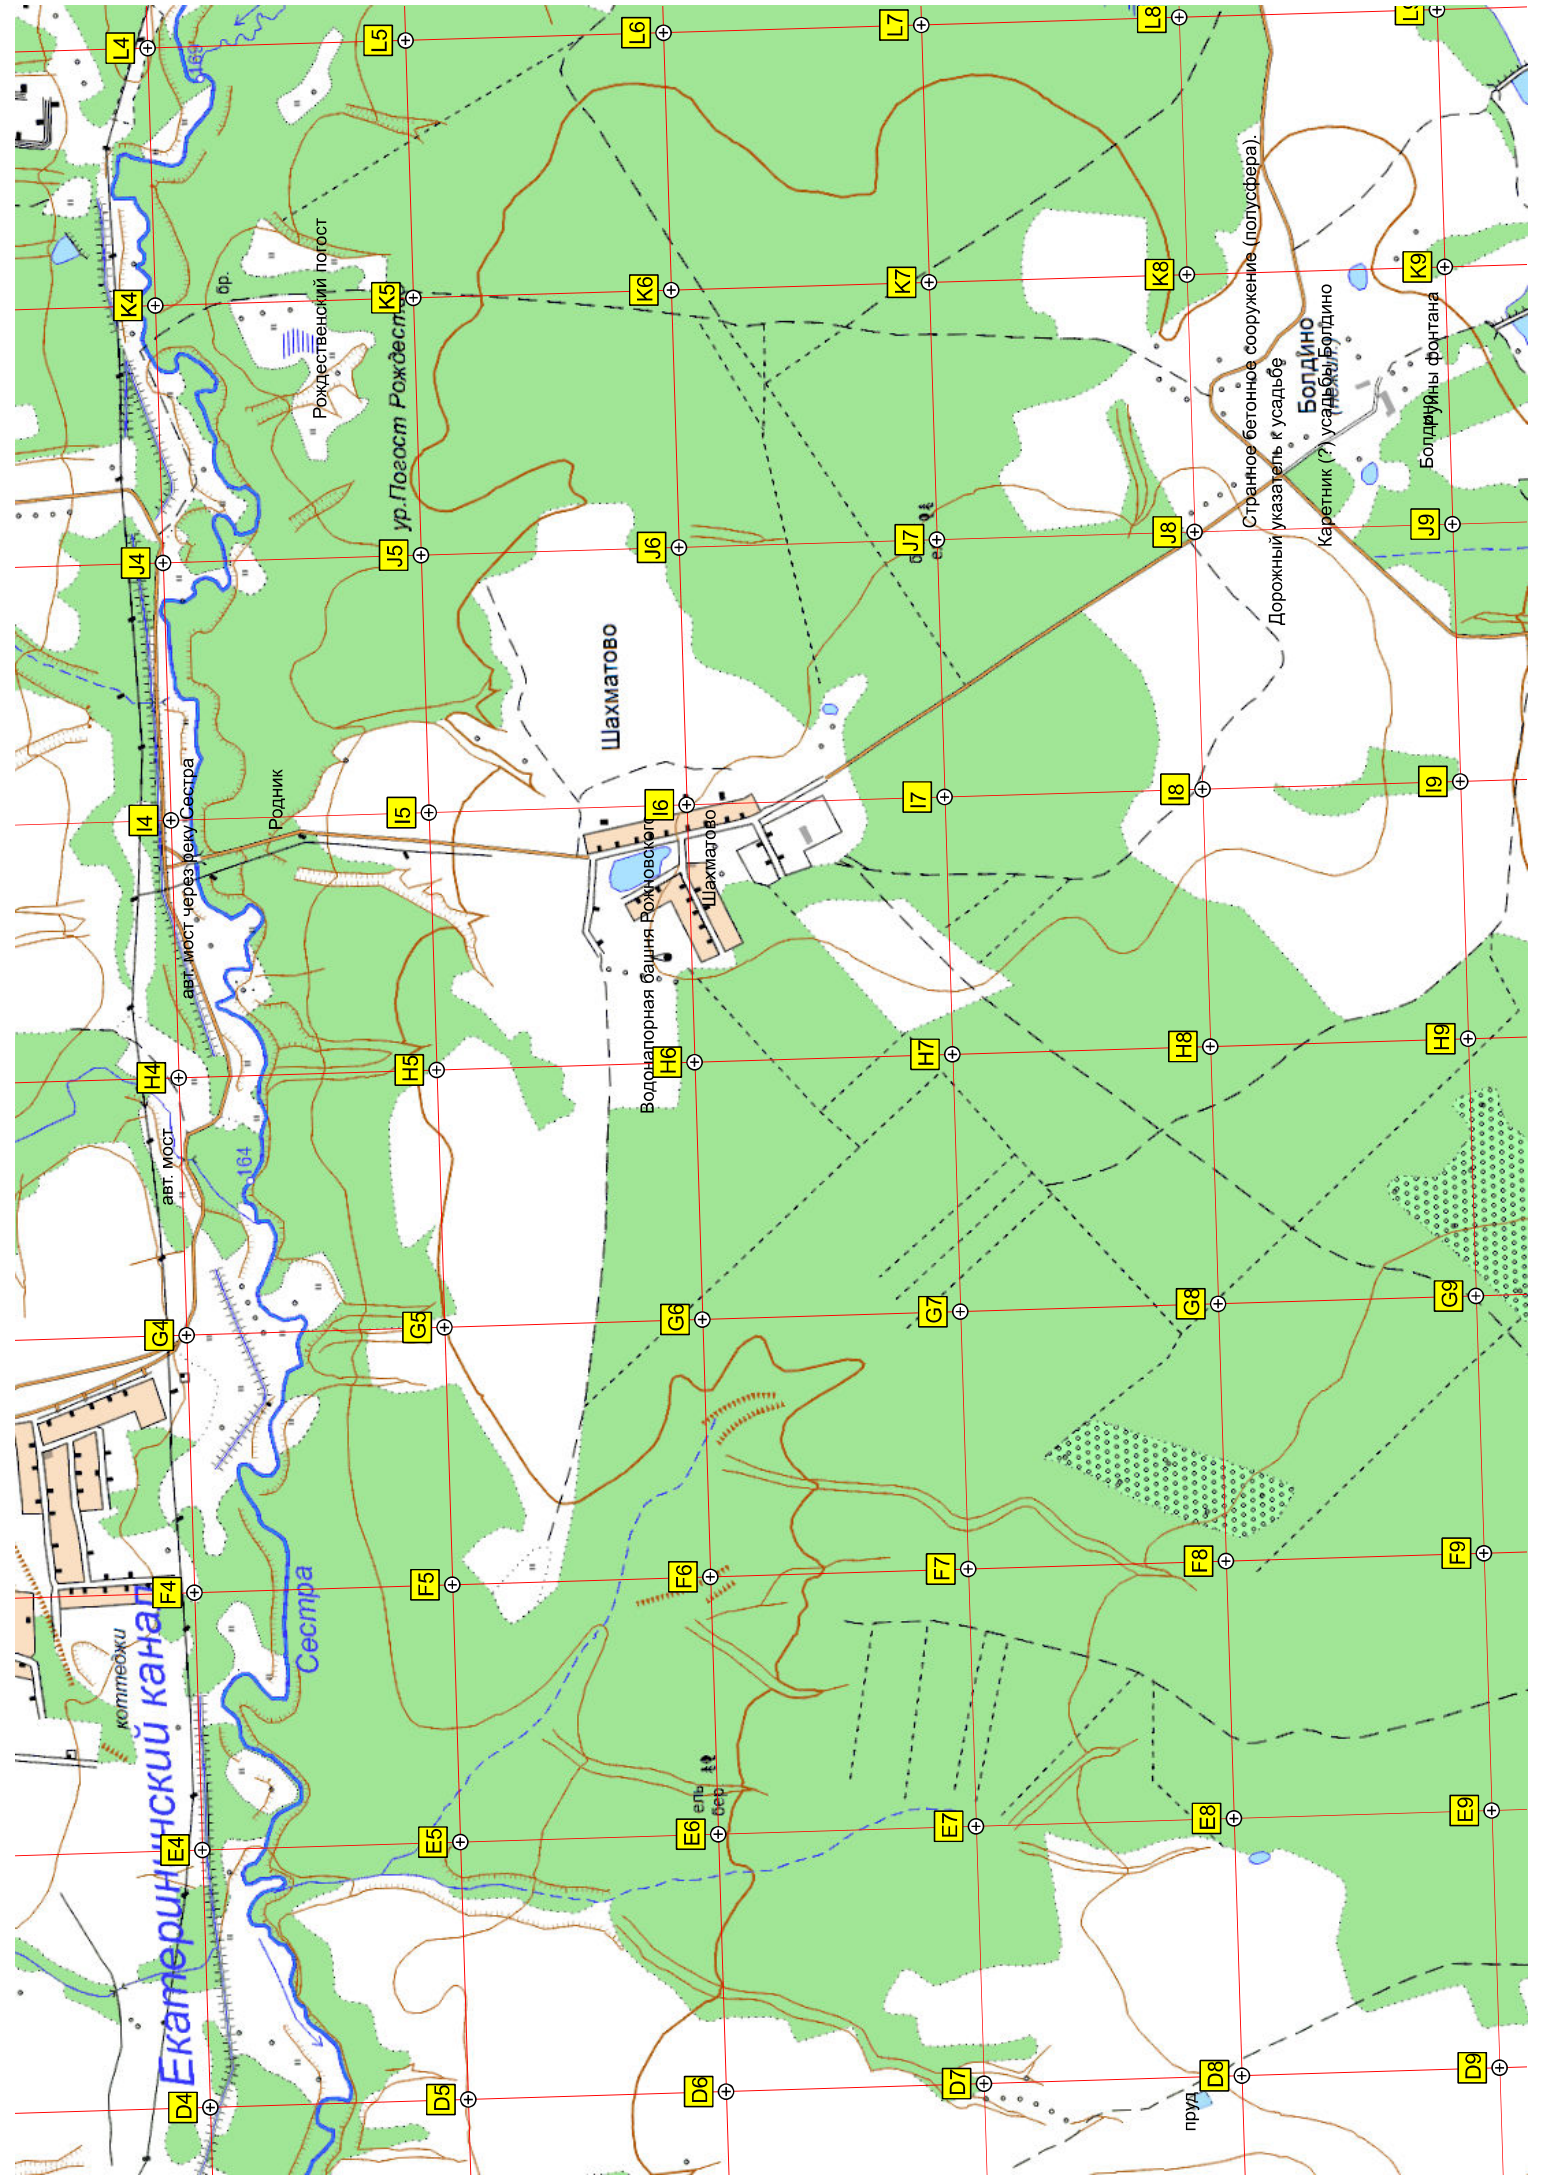 L4
L5
L6
L7
L8
L9
169
K4
K5
K6
K7
K8
K9
бр.
Рождественский погост
ур.Погост Рождество
Странное бетонное сооружение (полусфера).
Дорожный указатель к усадьбе
Каретник (?) усадьбы Болдино
Болдино
(нежил.)
Руины фонтана
Болдино
J4
J5
J6
J7
J8
J9
Шахматово
I4
I5
I6
I7
I8
I9
авт. мост через реку Сестра
Родник
Водонапорная башня Рожновского
Шахматово
H4
H5
H6
H7
H8
H9
авт. мост
164
G4
G5
G6
G7
G8
G9
F4
F5
F6
F7
F8
F9
коттеджи
Екатерининский канал
Сестра
ель
бер
E4
E5
E6
E7
E8
E9
D4
D5
D6
D7
D8
D9
пруд